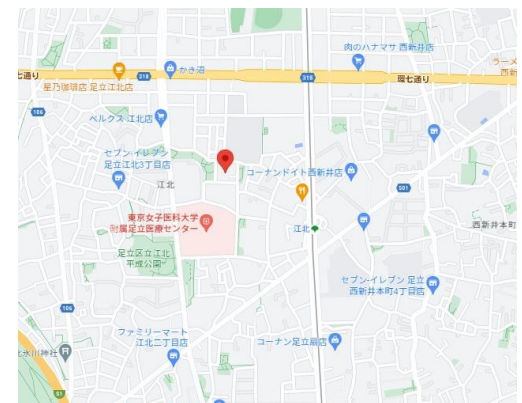 肉のハナマサ 西新井店
七通り
318
かき沼
318
環七通り
ラーメ
星乃珈琲店 足立江北店
106
ベルクス 江北店
セブン-イレブン
足立江北3丁目店
コーナンドイト西新井店
江北
501
東京女子医科大学
附属足立医療センター
江北
西新井本町
足立区立江北
平成公園
セブン-イレブン 足立
西新井本町4丁目店
106
ファミリーマート
江北二丁目店
コーナン足立扇店
北氷川神社